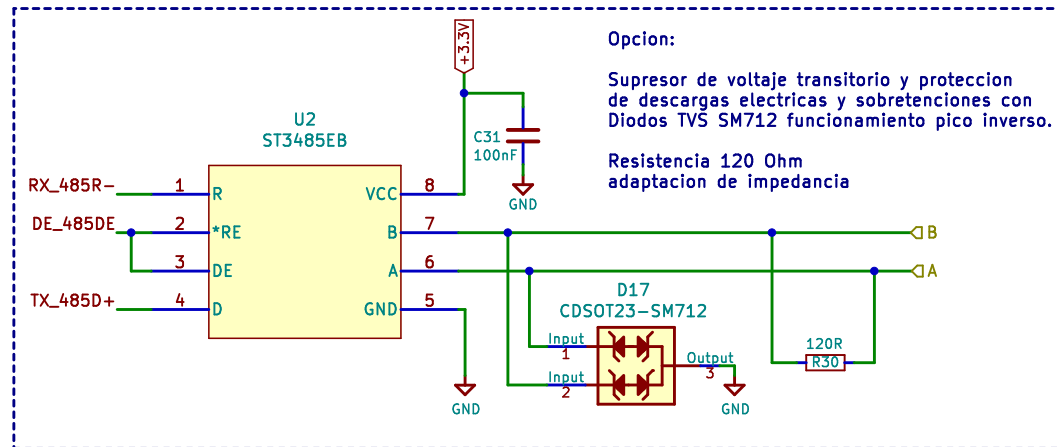 +3.3V
Opcion:
Supresor de voltaje transitorio y proteccion
de descargas electricas y sobretenciones con
Diodos TVS SM712 funcionamiento pico inverso.
Resistencia 120 Ohm
adaptacion de impedancia
U2
ST3485EB
C31
100nF
GND
RX_485R-
1
R
VCC
8
DE_485DE
2
*RE
B
7
B
3
DE
A
6
A
TX_485D+
4
D
GND
5
D17
CDSOT23-SM712
Input
1
Input
2
Output
3
120R
R30
GND
GND